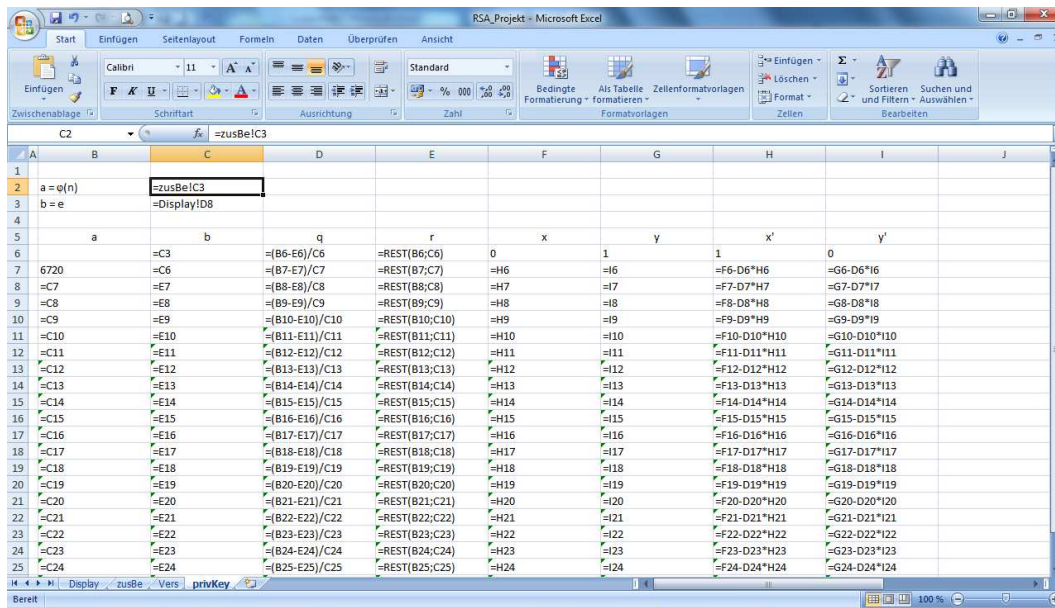 RSA_Projekt - Microsoft Excel
Start Einfügen Seitenlayout Formeln Daten Überprüfen Ansicht
Einfügen Calibri 11 Standard Bedingte Formatierung Als Tabelle formatieren Zellenformatvorlagen Einfügen Löschen Format Sortieren und Filtern Suchen und Auswählen
F K U % 000
Zwischenablage Schriftart Ausrichtung Zahl Formatvorlagen Zellen Bearbeiten
C2 fx =zusBe!C3
A B C D E F G H I J
1
2 a = φ(n) =zusBe!C3
3 b = e =Display!D8
4
5 a b q r x y x' y'
6 =C3 =(B6-E6)/C6 =REST(B6;C6) 0 1 1 0
7 6720 =C6 =(B7-E7)/C7 =REST(B7;C7) =H6 =I6 =F6-D6*H6 =G6-D6*I6
8 =C7 =E7 =(B8-E8)/C8 =REST(B8;C8) =H7 =I7 =F7-D7*H7 =G7-D7*I7
9 =C8 =E8 =(B9-E9)/C9 =REST(B9;C9) =H8 =I8 =F8-D8*H8 =G8-D8*I8
10 =C9 =E9 =(B10-E10)/C10 =REST(B10;C10) =H9 =I9 =F9-D9*H9 =G9-D9*I9
11 =C10 =E10 =(B11-E11)/C11 =REST(B11;C11) =H10 =I10 =F10-D10*H10 =G10-D10*I10
12 =C11 =E11 =(B12-E12)/C12 =REST(B12;C12) =H11 =I11 =F11-D11*H11 =G11-D11*I11
13 =C12 =E12 =(B13-E13)/C13 =REST(B13;C13) =H12 =I12 =F12-D12*H12 =G12-D12*I12
14 =C13 =E13 =(B14-E14)/C14 =REST(B14;C14) =H13 =I13 =F13-D13*H13 =G13-D13*I13
15 =C14 =E14 =(B15-E15)/C15 =REST(B15;C15) =H14 =I14 =F14-D14*H14 =G14-D14*I14
16 =C15 =E15 =(B16-E16)/C16 =REST(B16;C16) =H15 =I15 =F15-D15*H15 =G15-D15*I15
17 =C16 =E16 =(B17-E17)/C17 =REST(B17;C17) =H16 =I16 =F16-D16*H16 =G16-D16*I16
18 =C17 =E17 =(B18-E18)/C18 =REST(B18;C18) =H17 =I17 =F17-D17*H17 =G17-D17*I17
19 =C18 =E18 =(B19-E19)/C19 =REST(B19;C19) =H18 =I18 =F18-D18*H18 =G18-D18*I18
20 =C19 =E19 =(B20-E20)/C20 =REST(B20;C20) =H19 =I19 =F19-D19*H19 =G19-D19*I19
21 =C20 =E20 =(B21-E21)/C21 =REST(B21;C21) =H20 =I20 =F20-D20*H20 =G20-D20*I20
22 =C21 =E21 =(B22-E22)/C22 =REST(B22;C22) =H21 =I21 =F21-D21*H21 =G21-D21*I21
23 =C22 =E22 =(B23-E23)/C23 =REST(B23;C23) =H22 =I22 =F22-D22*H22 =G22-D22*I22
24 =C23 =E23 =(B24-E24)/C24 =REST(B24;C24) =H23 =I23 =F23-D23*H23 =G23-D23*I23
25 =C24 =E24 =(B25-E25)/C25 =REST(B25;C25) =H24 =I24 =F24-D24*H24 =G24-D24*I24
Display zusBe Vers privKey
Bereit 100 %